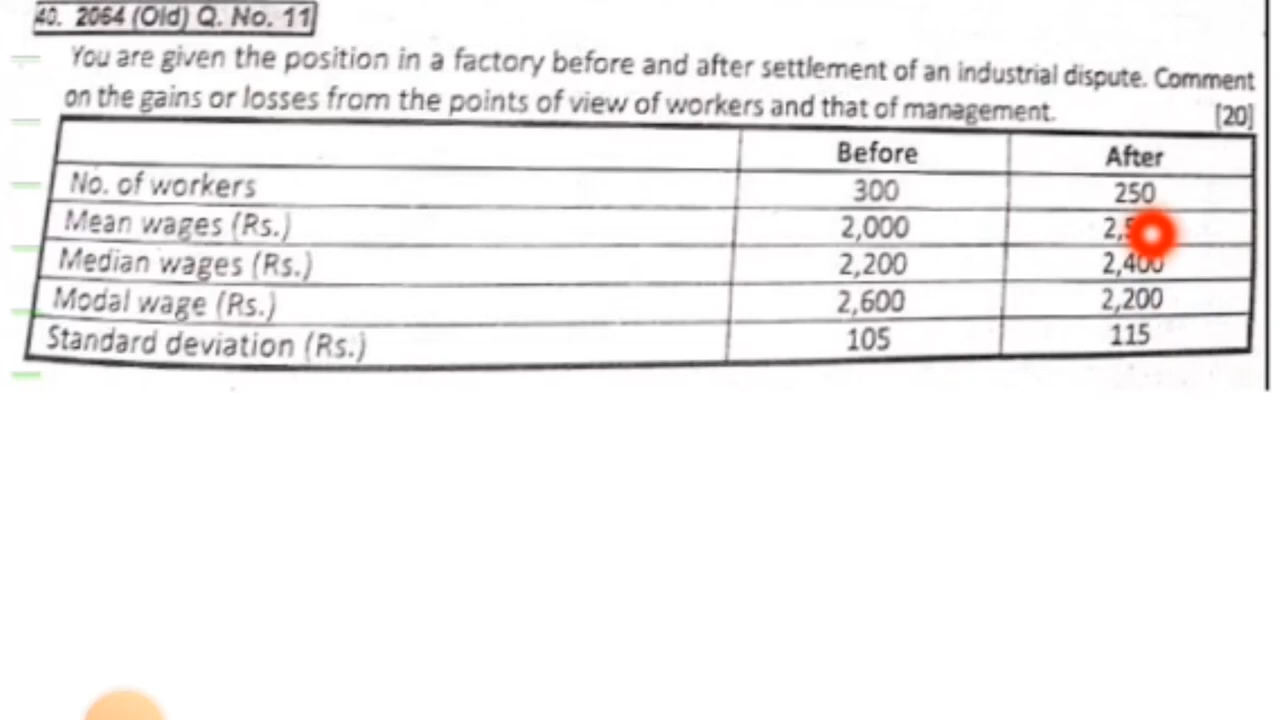 40. 2064 (Old) Q. No. 11
You are given the position in a factory before and after settlement of an industrial dispute. Comment
on the gains or losses from the points of view of workers and that of management. [20]
Before After
No. of workers 300 250
Mean wages (Rs.) 2,000
Median wages (Rs.) 2,200 2,400
Modal wage (Rs.) 2,600 2,200
Standard deviation (Rs.) 105 115